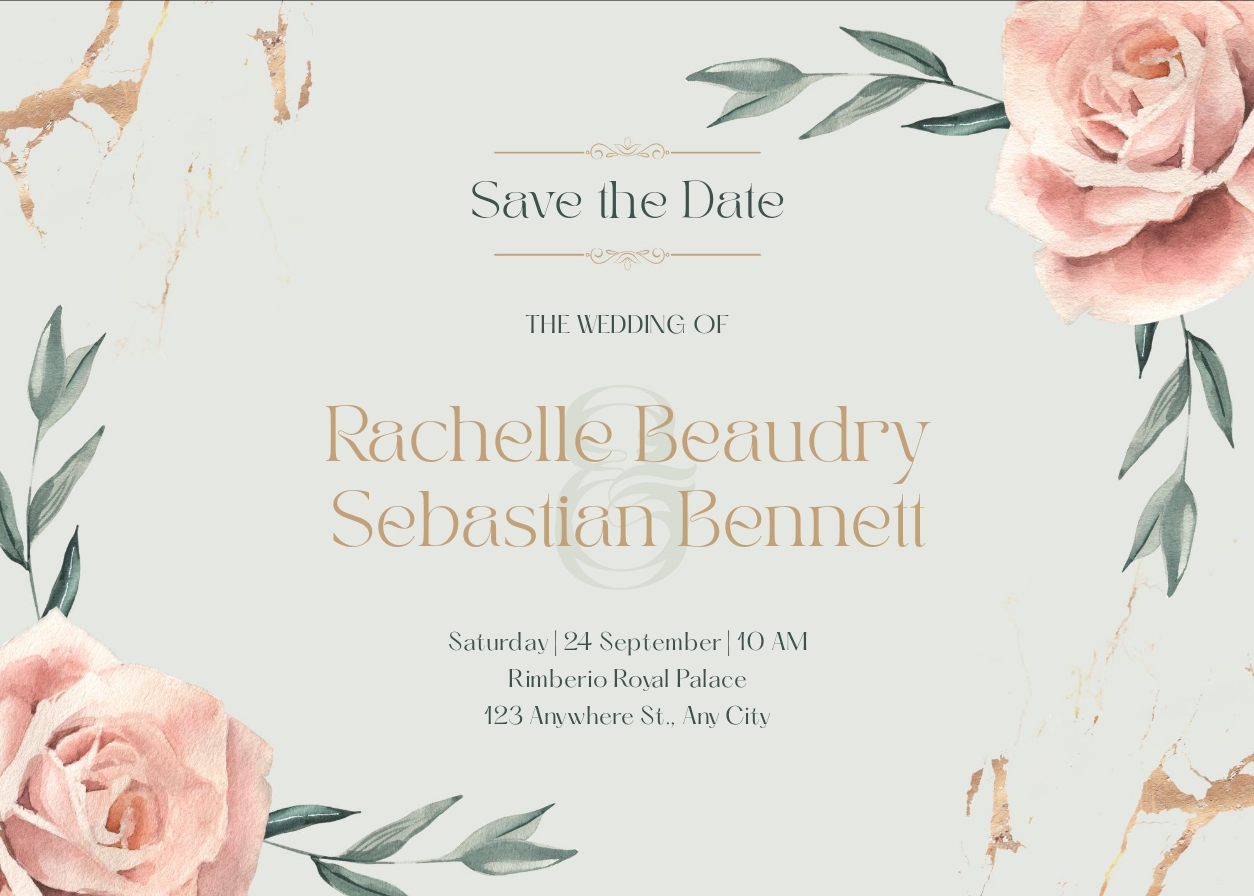 Save the Date
THE WEDDING OF
Rachelle Beaudry
&
Sebastian Bennett
Saturday | 24 September | 10 AM
Rimberio Royal Palace
123 Anywhere St., Any City